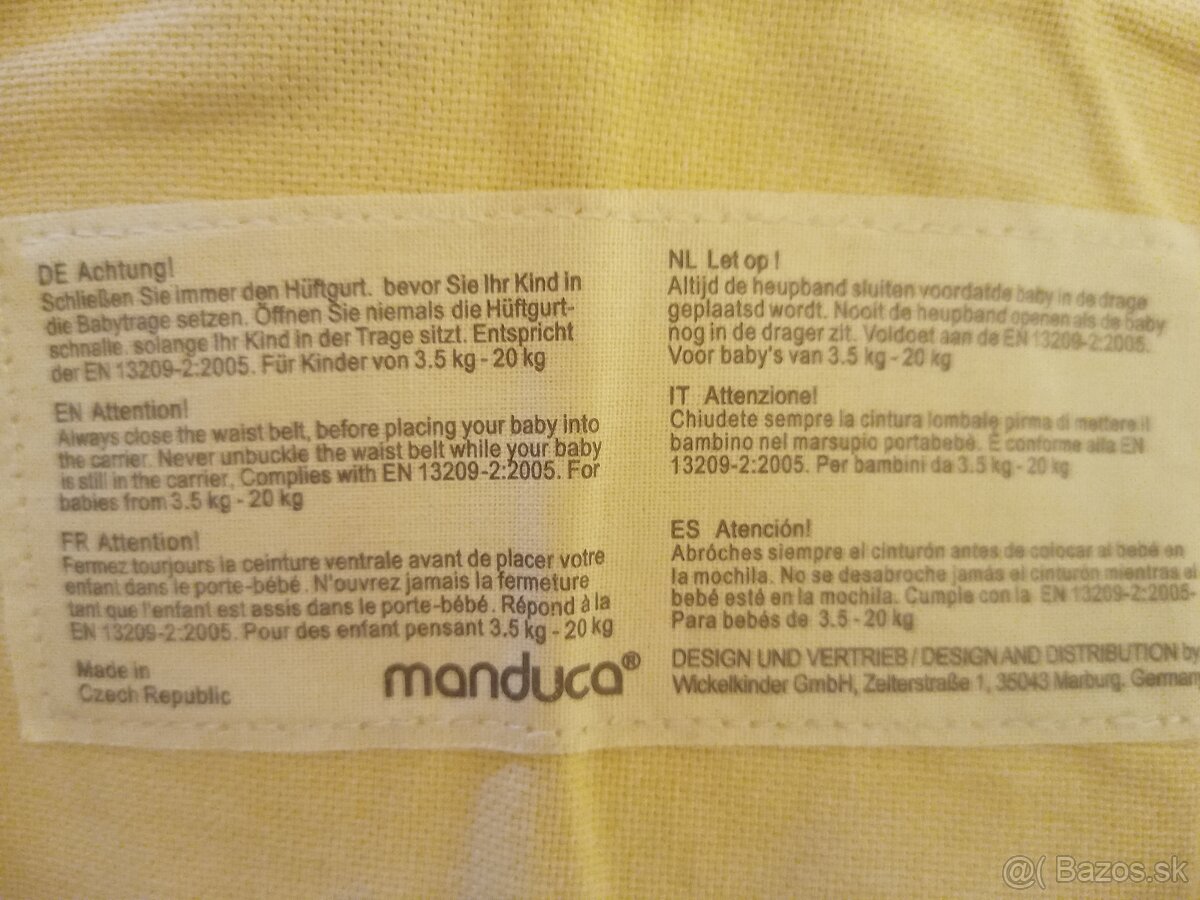 DE Achtung!
Schließen Sie immer den Hüftgurt. bevor Sie Ihr Kind in
die Babytrage setzen. Öffnen Sie niemals die Hüftgurt-
schnalle. solange Ihr Kind in der Trage sitzt. Entspricht
der EN 13209-2:2005. Für Kinder von 3.5 kg - 20 kg
EN Attention!
Always close the waist belt, before placing your baby into
the carrier. Never unbuckle the waist belt while your baby
is still in the carrier. Complies with EN 13209-2:2005. For
babies from 3.5 kg - 20 kg
FR Attention!
Fermez tourjours la ceinture ventrale avant de placer votre
enfant dans le porte-bébé. N'ouvrez jamais la fermeture
tant que l'enfant est assis dans le porte-bébé. Répond à la
EN 13209-2:2005. Pour des enfant pensant 3.5 kg - 20 kg
Made in
Czech Republic
manduca®
NL Let op !
Altijd de heupband sluiten voordatde baby in de drage
geplaatsd wordt. Nooit de heupband openen als de baby
nog in de drager zit. Voldoet aan de EN 13209-2:2005.
Voor baby's van 3.5 kg - 20 kg
IT Attenzione!
Chiudete sempre la cintura lombale pirma di mettere il
bambino nel marsupio portabebé. È conforme alla EN
13209-2:2005. Per bambini da 3.5 kg - 20 kg
ES Atención!
Abróches siempre el cinturón antes de colocar al bebé en
la mochila. No se desabroche jamás el cinturón mientras el
bebé esté en la mochila. Cumple con la EN 13209-2:2005-
Para bebés de 3.5 - 20 kg
DESIGN UND VERTRIEB / DESIGN AND DISTRIBUTION by
Wickelkinder GmbH, Zeiterstraße 1, 35043 Marburg. German
@( Bazos.sk